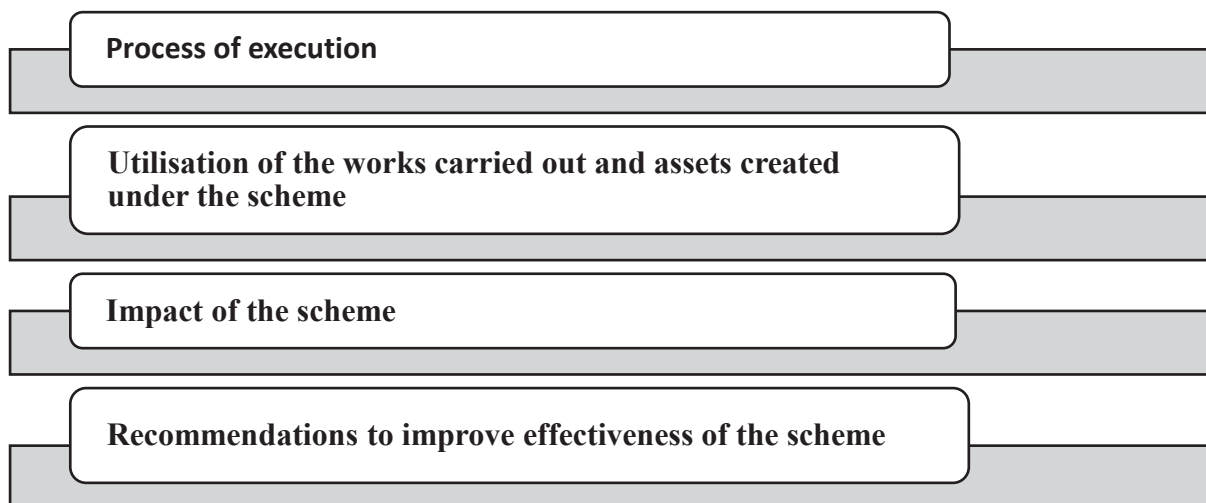 Process of execution
Utilisation of the works carried out and assets created
under the scheme
Impact of the scheme
Recommendations to improve effectiveness of the scheme